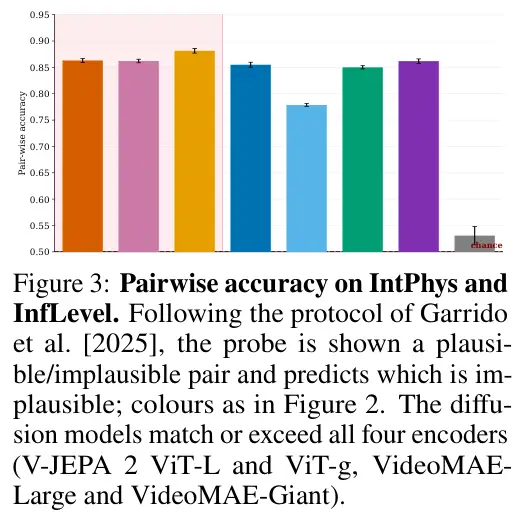 0.95
0.90
0.85
0.80
0.75
0.70
0.65
0.60
0.55
0.50
Pair-wise accuracy
chance
Figure 3: Pairwise accuracy on IntPhys and
InfLevel. Following the protocol of Garrido
et al. [2025], the probe is shown a plausi-
ble/implausible pair and predicts which is im-
plausible; colours as in Figure 2. The diffu-
sion models match or exceed all four encoders
(V-JEPA 2 ViT-L and ViT-g, VideoMAE-
Large and VideoMAE-Giant).